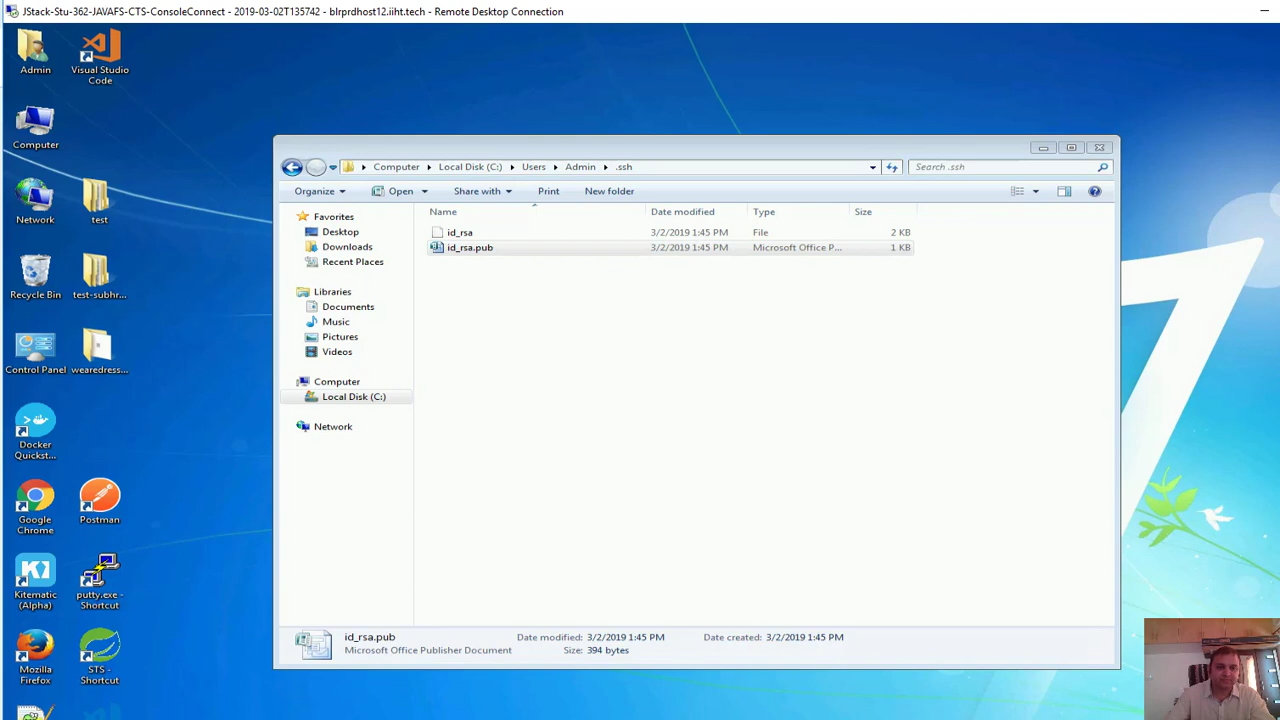 JStack-Stu-362-JAVAFS-CTS-ConsoleConnect - 2019-03-02T135742 - blrprdhost12.iiht.tech - Remote Desktop Connection
Admin
Visual Studio Code
Computer
Network
test
Recycle Bin
test-subhr...
Control Panel
wearedress...
Docker Quickst...
Google Chrome
Postman
Kitematic (Alpha)
putty.exe - Shortcut
Mozilla Firefox
STS - Shortcut
Computer Local Disk (C:) Users Admin .ssh
Search .ssh
Organize Open Share with Print New folder
Name Date modified Type Size
id_rsa 3/2/2019 1:45 PM File 2 KB
id_rsa.pub 3/2/2019 1:45 PM Microsoft Office P... 1 KB
Favorites
Desktop
Downloads
Recent Places
Libraries
Documents
Music
Pictures
Videos
Computer
Local Disk (C:)
Network
id_rsa.pub Date modified: 3/2/2019 1:45 PM Date created: 3/2/2019 1:45 PM
Microsoft Office Publisher Document Size: 394 bytes